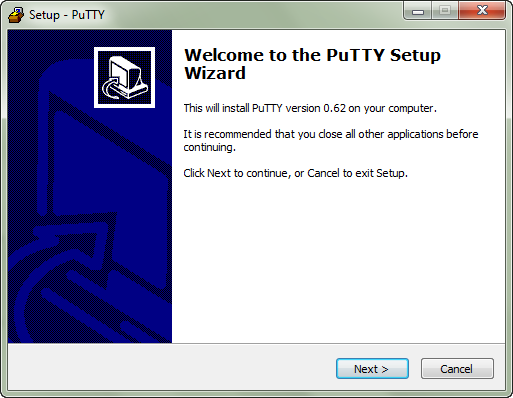 Setup - PuTTY
Welcome to the PuTTY Setup
Wizard
This will install PuTTY version 0.62 on your computer.
It is recommended that you close all other applications before
continuing.
Click Next to continue, or Cancel to exit Setup.
Next >
Cancel